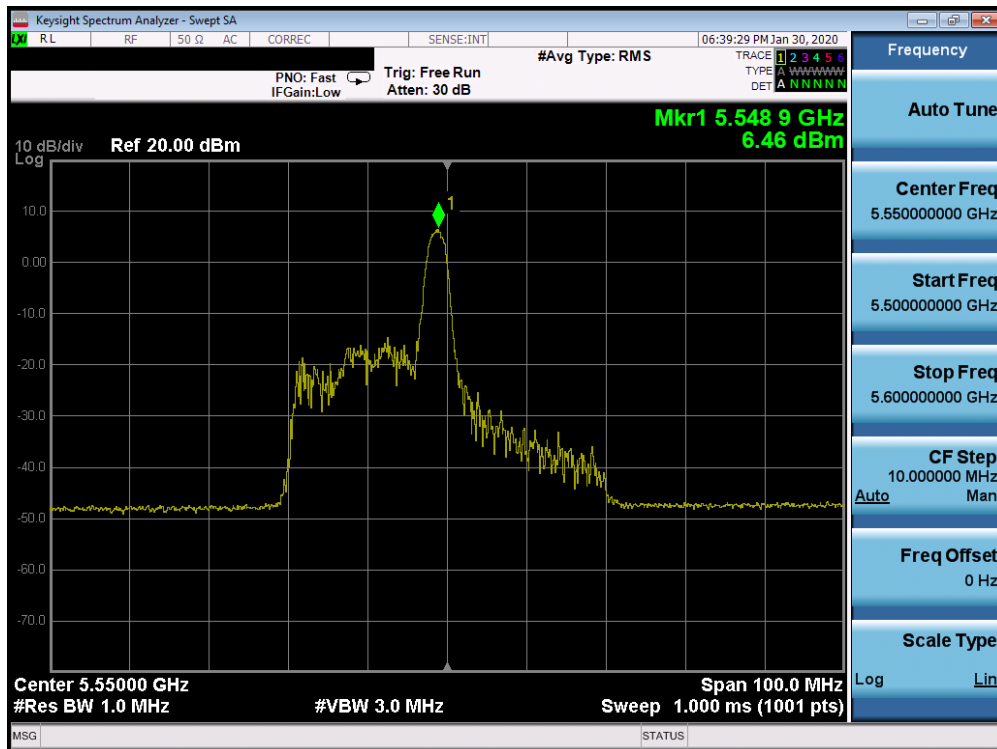 Keysight Spectrum Analyzer - Swept SA
LXI RL RF 50 Ω AC CORREC SENSE:INT 06:39:29 PM Jan 30, 2020
#Avg Type: RMS
TRACE 1 2 3 4 5 6
PNO: Fast Trig: Free Run
TYPE A WWWWW
IFGain:Low Atten: 30 dB
DET A N N N N N
Mkr1 5.548 9 GHz
6.46 dBm
10 dB/div Ref 20.00 dBm
Log
1
10.0
0.00
-10.0
-20.0
-30.0
-40.0
-50.0
-60.0
-70.0
Center 5.55000 GHz Span 100.0 MHz
#Res BW 1.0 MHz #VBW 3.0 MHz Sweep 1.000 ms (1001 pts)
MSG STATUS
Frequency
Auto Tune
Center Freq
5.550000000 GHz
Start Freq
5.500000000 GHz
Stop Freq
5.600000000 GHz
CF Step
10.000000 MHz
Auto Man
Freq Offset
0 Hz
Scale Type
Log Lin